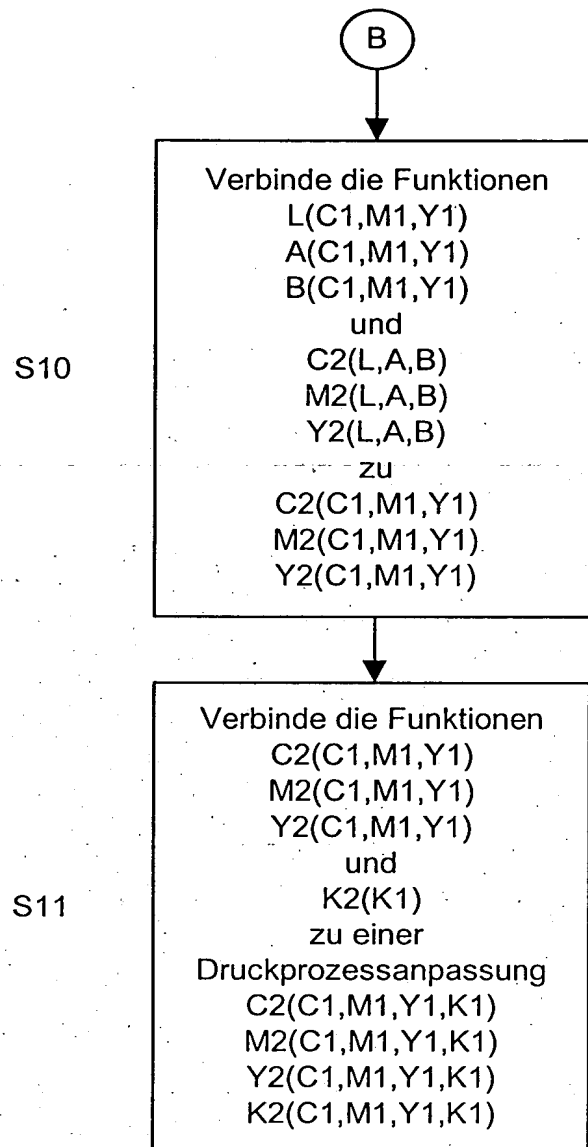 B
S10
Verbinde die Funktionen
L(C1,M1,Y1)
A(C1,M1,Y1)
B(C1,M1,Y1)
und
C2(L,A,B)
M2(L,A,B)
Y2(L,A,B)
zu
C2(C1,M1,Y1)
M2(C1,M1,Y1)
Y2(C1,M1,Y1)
S11
Verbinde die Funktionen
C2(C1,M1,Y1)
M2(C1,M1,Y1)
Y2(C1,M1,Y1)
und
K2(K1)
zu einer
Druckprozessanpassung
C2(C1,M1,Y1,K1)
M2(C1,M1,Y1,K1)
Y2(C1,M1,Y1,K1)
K2(C1,M1,Y1,K1)